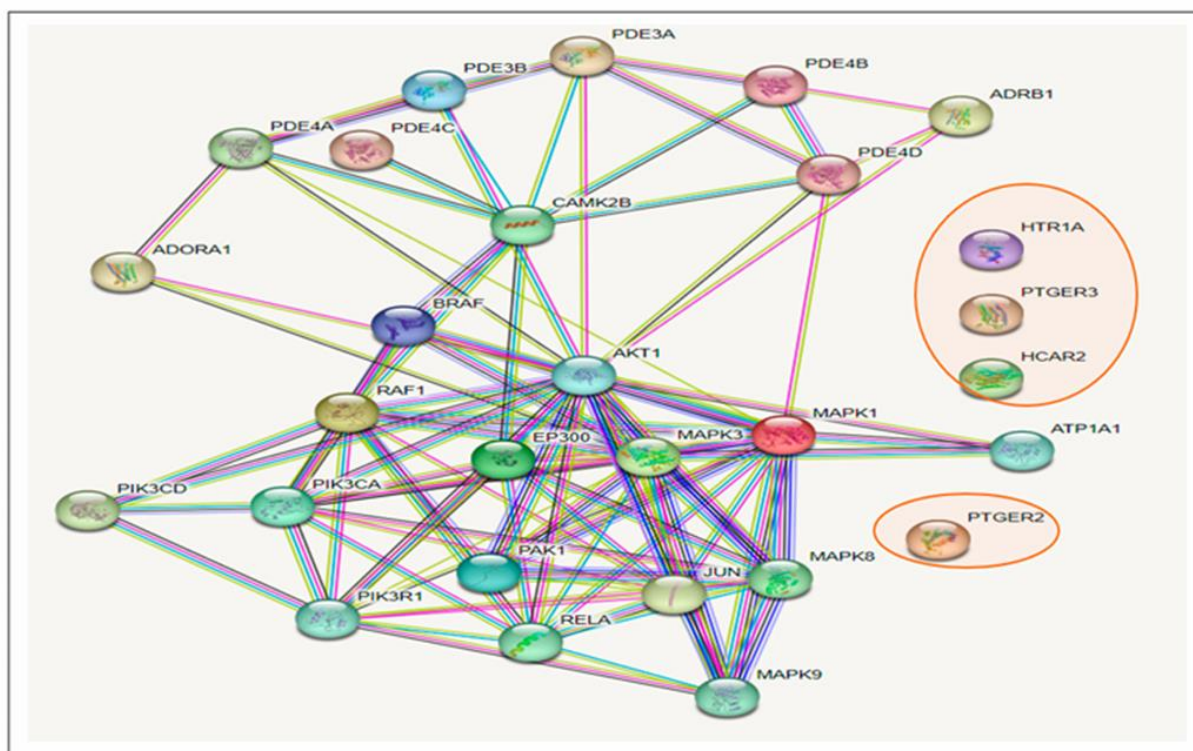 PDE3A
PDE3B
PDE4B
ADRB1
PDE4A
PDE4C
PDE4D
CAMK2B
HTR1A
ADORA1
PTGER3
BRAF
AKT1
HCAR2
RAF1
MAPK1
EP300
MAPK3
ATP1A1
PIK3CD
PIK3CA
PTGER2
PAK1
MAPK8
JUN
PIK3R1
RELA
MAPK9